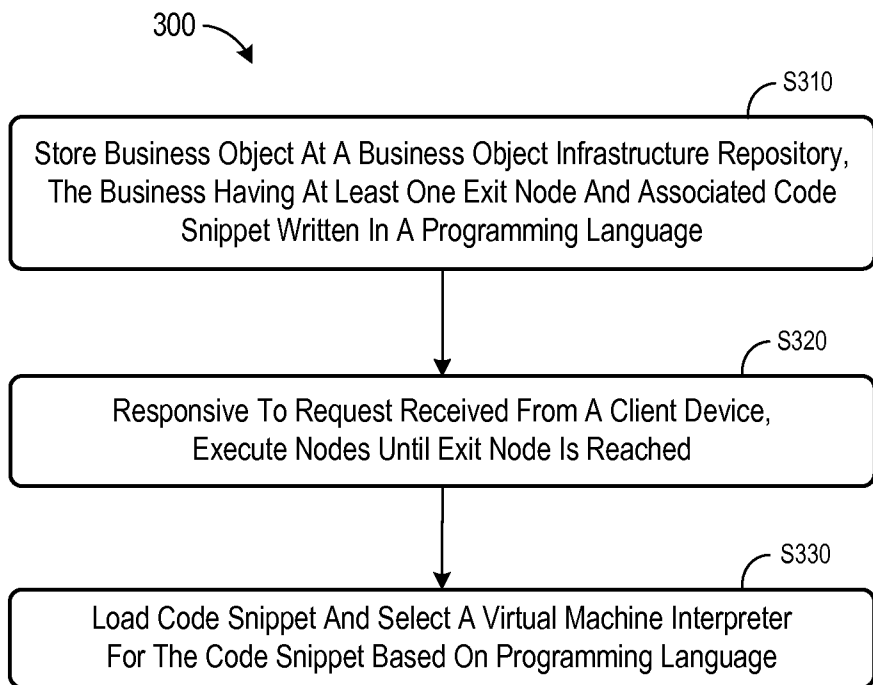 300
S310
Store Business Object At A Business Object Infrastructure Repository,
The Business Having At Least One Exit Node And Associated Code
Snippet Written In A Programming Language
S320
Responsive To Request Received From A Client Device,
Execute Nodes Until Exit Node Is Reached
S330
Load Code Snippet And Select A Virtual Machine Interpreter
For The Code Snippet Based On Programming Language